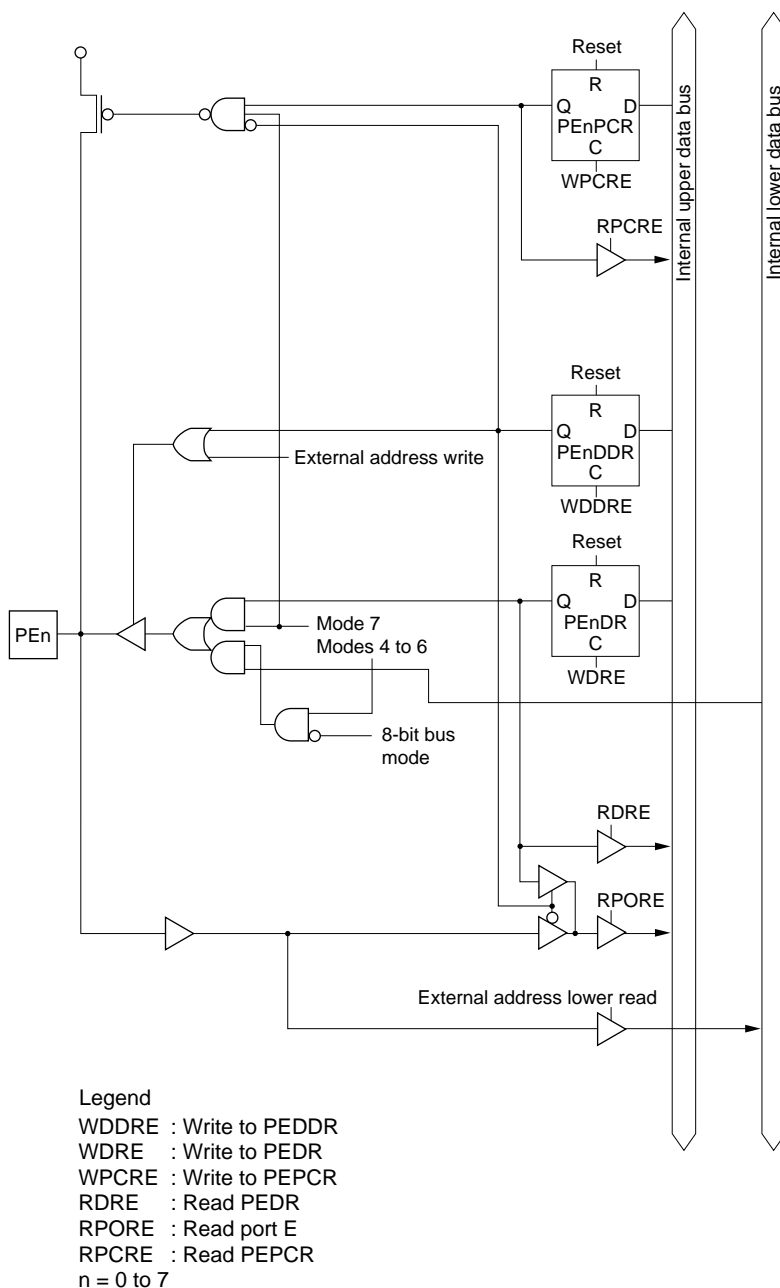 Reset
R
Q D
PEnPCR
C
WPCRE
RPCRE
Internal upper data bus
Internal lower data bus
Reset
R
Q D
PEnDDR
C
WDDRE
External address write
Reset
R
Q D
PEnDR
C
WDRE
PEn
Mode 7
Modes 4 to 6
8-bit bus
mode
RDRE
RPORE
External address lower read
Legend
WDDRE : Write to PEDDR
WDRE : Write to PEDR
WPCRE : Write to PEPCR
RDRE : Read PEDR
RPORE : Read port E
RPCRE : Read PEPCR
n = 0 to 7